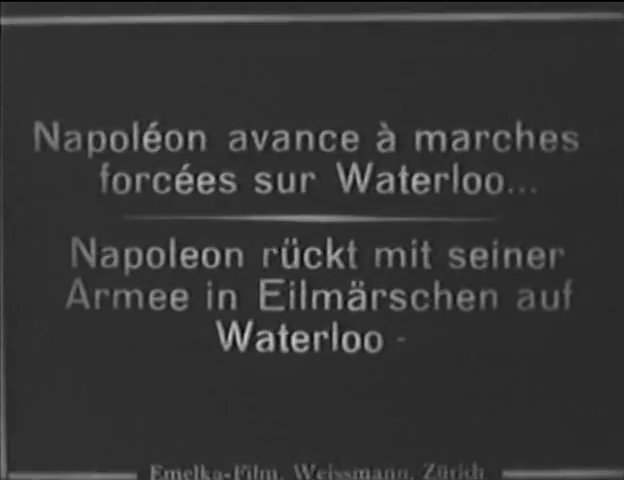 Napoléon avance à marches
forcées sur Waterloo...
Napoleon rückt mit seiner
Armee in Eilmärschen auf
Waterloo -
Emelka-Film, Weissmann, Zürich